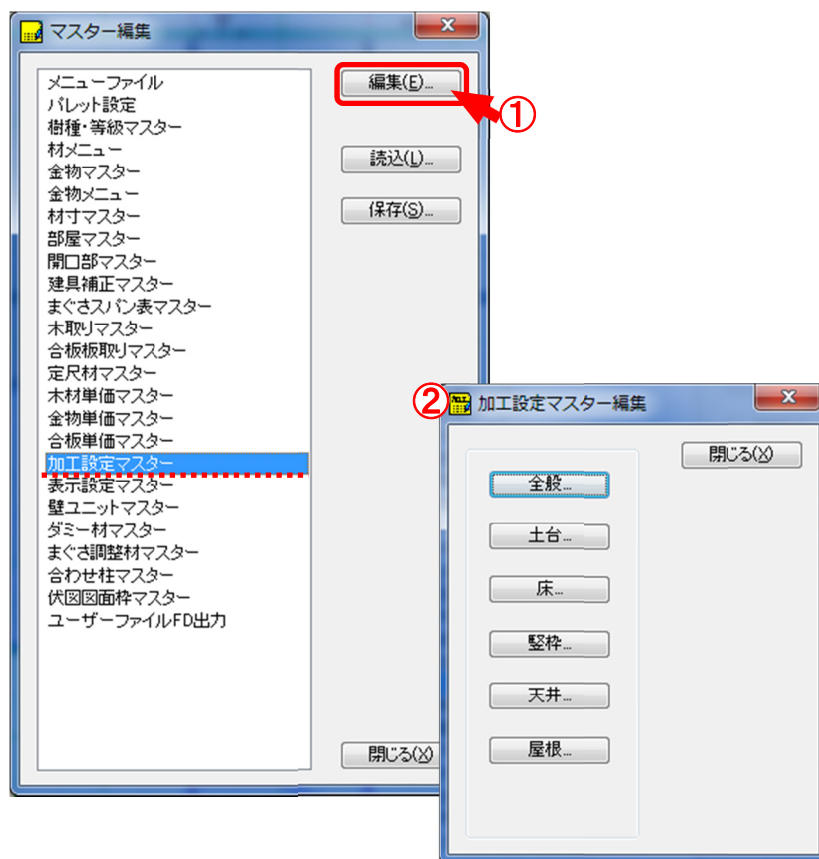 マスター編集
メニューファイル
パレット設定
樹種・等級マスター
材メニュー
金物マスター
金物メニュー
材寸マスター
部屋マスター
開口部マスター
建具補正マスター
まぐさスパン表マスター
木取りマスター
合板板取りマスター
定尺材マスター
木材単価マスター
金物単価マスター
合板単価マスター
加工設定マスター
表示設定マスター
壁ユニットマスター
ダミー材マスター
まぐさ調整材マスター
合わせ柱マスター
伏図図面枠マスター
ユーザーファイルFD出力
編集(E)...
①
読込(L)...
保存(S)...
閉じる(X)
②
加工設定マスター編集
閉じる(X)
全般...
土台...
床...
竪枠...
天井...
屋根...